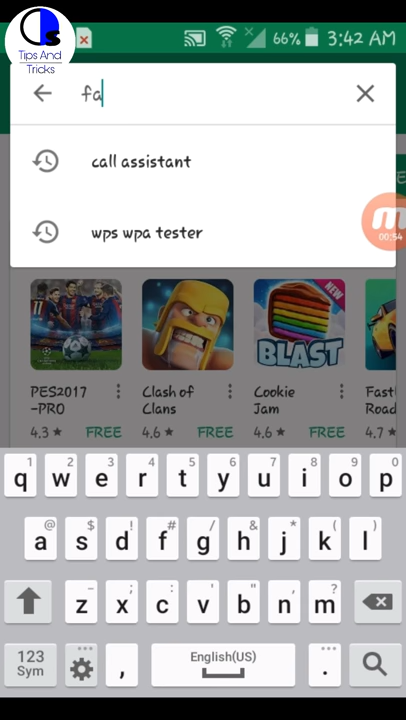 Tips And
Tricks
66% 3:42 AM
fa
call assistant
wps wpa tester
00:54
NEW
BLAST
PES2017
-PRO
4.3 ★ FREE
Clash of
Clans
4.6 ★ FREE
Cookie
Jam
4.6 ★ FREE
Fast
Road
4.7 ★
1 2 3 4 5 6 7 8 9 0
q w e r t y u i o p
@ $ ! # / & * ( )
a s d f g h j k l
- ; : ' " , ?
z x c v b n m
123
Sym
,
English(US)
.